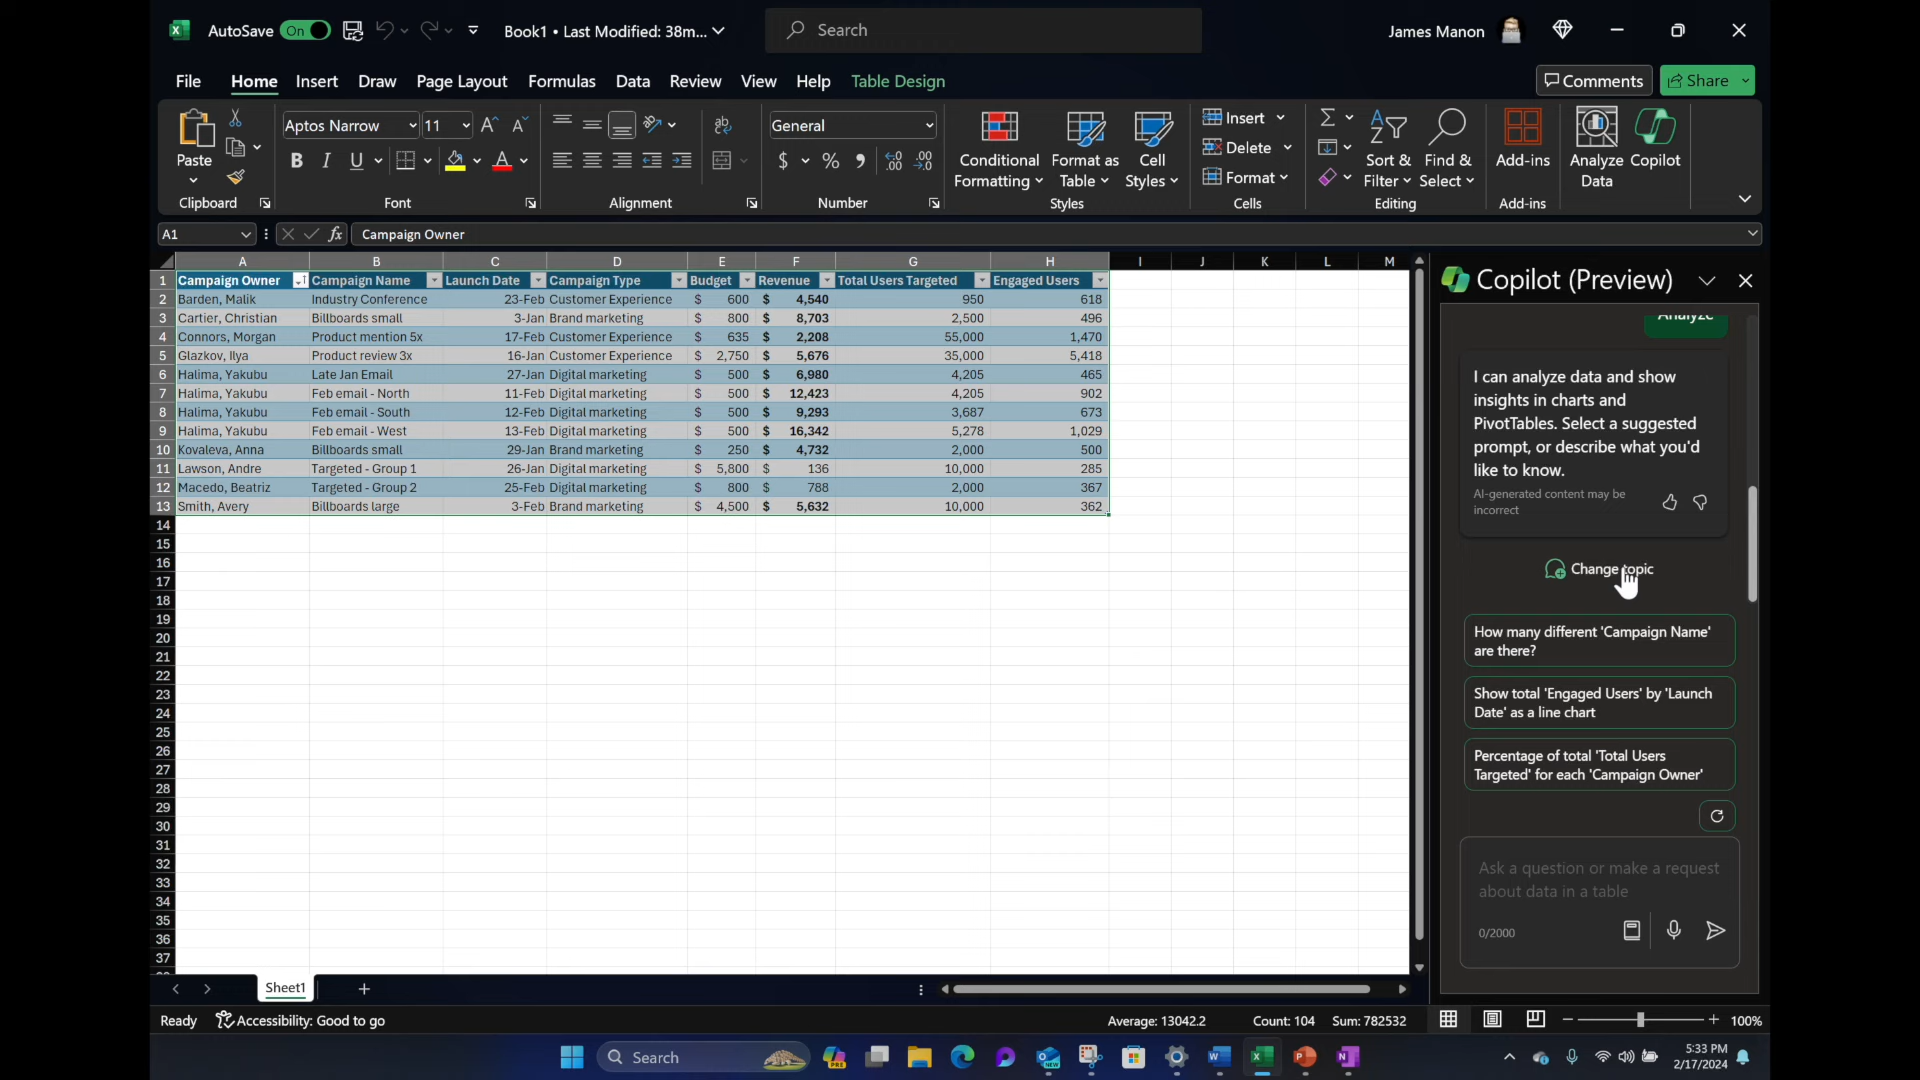 AutoSave On Book1 • Last Modified: 38m... Search James Manon
File Home Insert Draw Page Layout Formulas Data Review View Help Table Design Comments Share
Paste
Clipboard
Aptos Narrow 11
B I U A
Font
ab
Alignment
General
$ % 9
Number
Conditional Formatting
Format as Table
Cell Styles
Styles
Insert
Delete
Format
Cells
Sort & Filter
Find & Select
Editing
Add-ins
Add-ins
Analyze Data
Copilot
A1 fx Campaign Owner
A B C D E F G H I J K L M
1 Campaign Owner Campaign Name Launch Date Campaign Type Budget Revenue Total Users Targeted Engaged Users
2 Barden, Malik Industry Conference 23-Feb Customer Experience $ 600 $ 4,540 950 618
3 Cartier, Christian Billboards small 3-Jan Brand marketing $ 800 $ 8,703 2,500 496
4 Connors, Morgan Product mention 5x 17-Feb Customer Experience $ 635 $ 2,208 55,000 1,470
5 Glazkov, Ilya Product review 3x 16-Jan Customer Experience $ 2,750 $ 5,676 35,000 5,418
6 Halima, Yakubu Late Jan Email 27-Jan Digital marketing $ 500 $ 6,980 4,205 465
7 Halima, Yakubu Feb email - North 11-Feb Digital marketing $ 500 $ 12,423 4,205 902
8 Halima, Yakubu Feb email - South 12-Feb Digital marketing $ 500 $ 9,293 3,687 673
9 Halima, Yakubu Feb email - West 13-Feb Digital marketing $ 500 $ 16,342 5,278 1,029
10 Kovaleva, Anna Billboards small 29-Jan Brand marketing $ 250 $ 4,732 2,000 500
11 Lawson, Andre Targeted - Group 1 26-Jan Digital marketing $ 5,800 $ 136 10,000 285
12 Macedo, Beatriz Targeted - Group 2 25-Feb Digital marketing $ 800 $ 788 2,000 367
13 Smith, Avery Billboards large 3-Feb Brand marketing $ 4,500 $ 5,632 10,000 362
14
15
16
17
18
19
20
21
22
23
24
25
26
27
28
29
30
31
32
33
34
35
36
37
Copilot (Preview)
Analyze
I can analyze data and show
insights in charts and
PivotTables. Select a suggested
prompt, or describe what you'd
like to know.
AI-generated content may be
incorrect
Change topic
How many different 'Campaign Name'
are there?
Show total 'Engaged Users' by 'Launch
Date' as a line chart
Percentage of total 'Total Users
Targeted' for each 'Campaign Owner'
Ask a question or make a request
about data in a table
0/2000
Sheet1
Ready Accessibility: Good to go Average: 13042.2 Count: 104 Sum: 782532 100%
Search
5:33 PM
2/17/2024